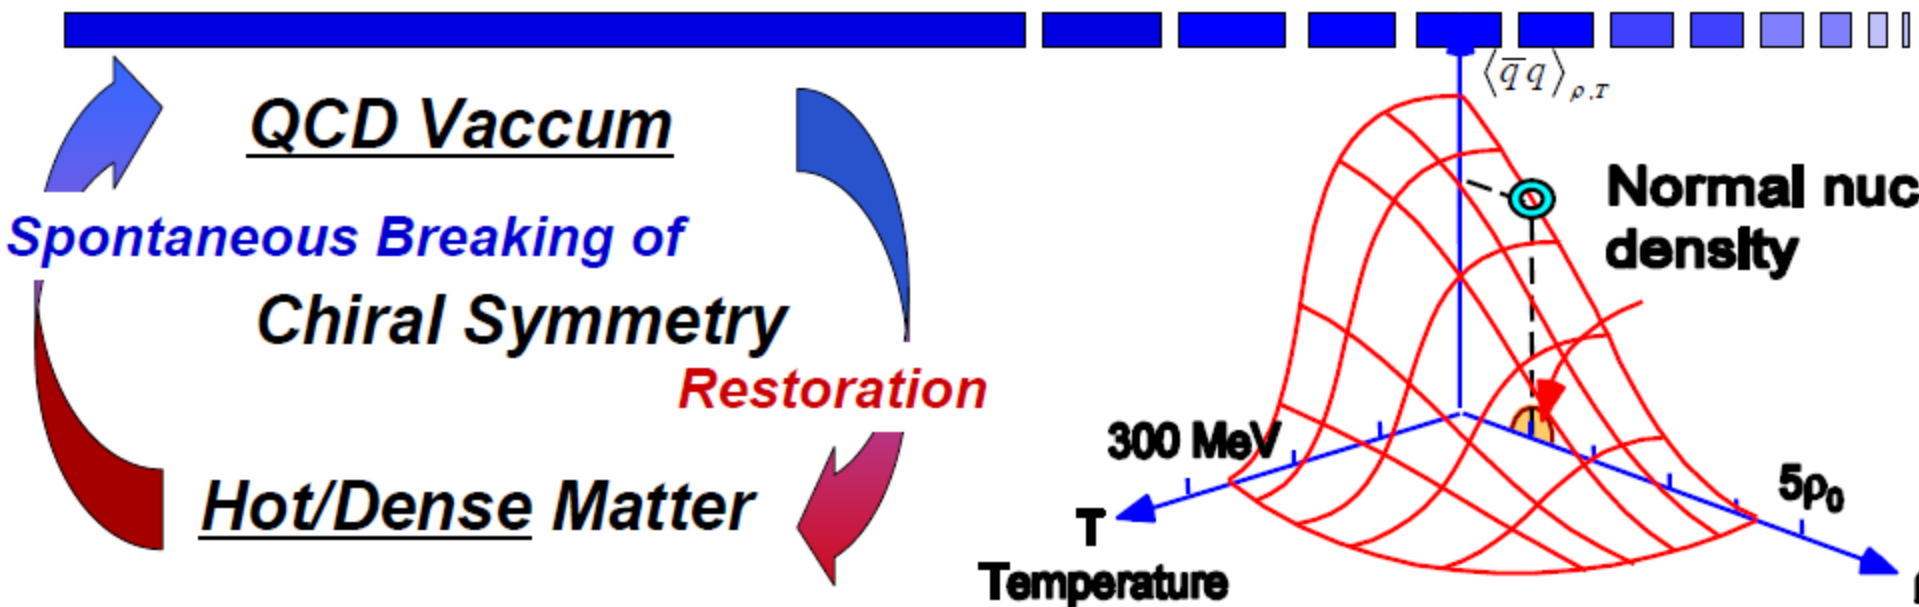 QCD Vaccum
Spontaneous Breaking of
Chiral Symmetry
Restoration
Hot/Dense Matter
⟨q̅q⟩ρ,T
Normal nuc
density
300 MeV
5ρ₀
T
Temperature